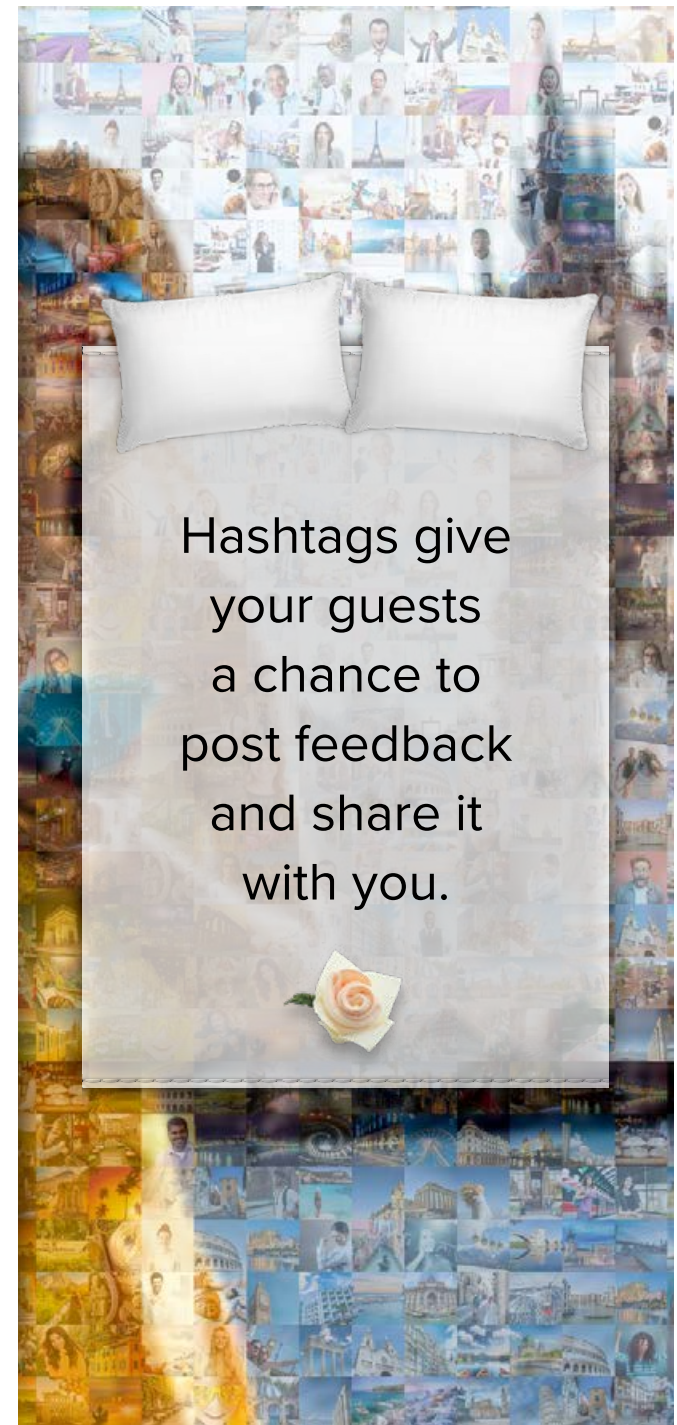 Hashtags give
your guests
a chance to
post feedback
and share it
with you.